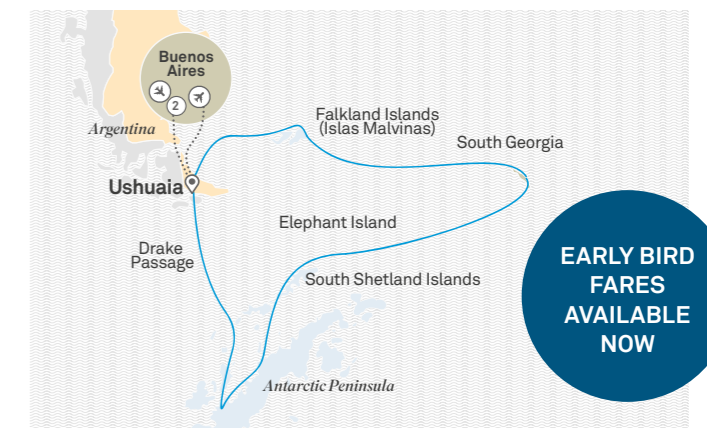 Buenos
Aires
2
Argentina
Falkland Islands
(Islas Malvinas)
South Georgia
Ushuaia
Elephant Island
Drake
Passage
South Shetland Islands
Antarctic Peninsula
EARLY BIRD
FARES
AVAILABLE
NOW